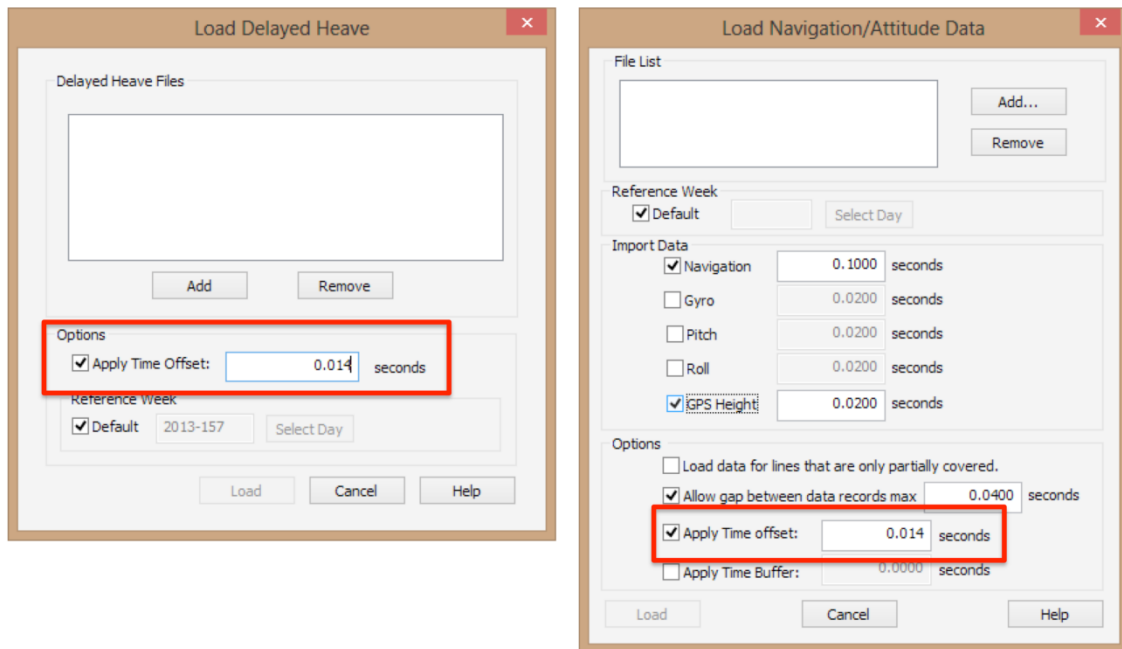 Load Delayed Heave
Delayed Heave Files
Add Remove
Options
Apply Time Offset: 0.014 seconds
Reference Week
Default 2013-157 Select Day
Load Cancel Help
Load Navigation/Attitude Data
File List
Add...
Remove
Reference Week
Default Select Day
Import Data
Navigation 0.1000 seconds
Gyro 0.0200 seconds
Pitch 0.0200 seconds
Roll 0.0200 seconds
GPS Height 0.0200 seconds
Options
Load data for lines that are only partially covered.
Allow gap between data records max 0.0400 seconds
Apply Time offset: 0.014 seconds
Apply Time Buffer: 0.0000 seconds
Load Cancel Help